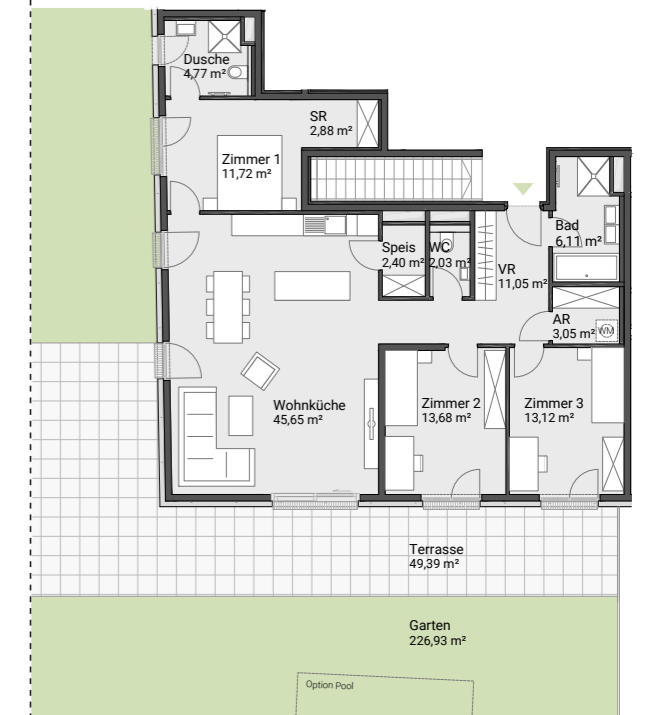 Dusche
4,77 m²
SR
2,88 m²
Zimmer 1
11,72 m²
Bad
6,11 m²
Speis
2,40 m²
WC
2,03 m²
VR
11,05 m²
AR
3,05 m²
WM
Wohnküche
45,65 m²
Zimmer 2
13,68 m²
Zimmer 3
13,12 m²
Terrasse
49,39 m²
Garten
226,93 m²
Option Pool